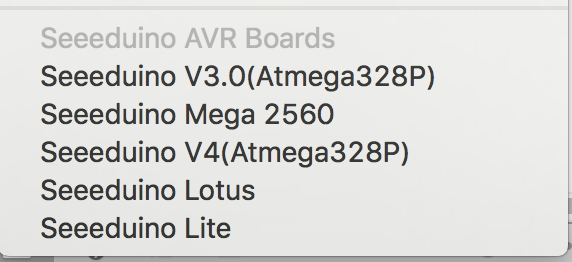 Seeeduino AVR Boards
Seeeduino V3.0(Atmega328P)
Seeeduino Mega 2560
Seeeduino V4(Atmega328P)
Seeeduino Lotus
Seeeduino Lite